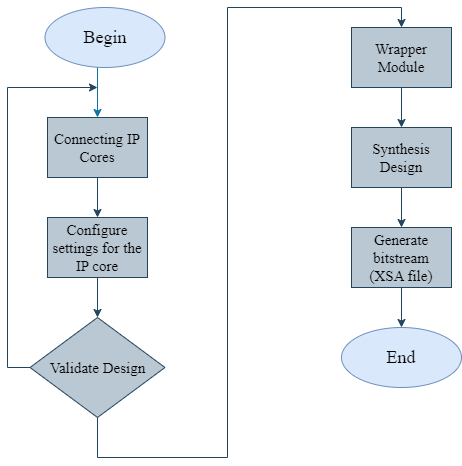 Begin
Connecting IP
Cores
Configure
settings for the
IP core
Validate Design
Wrapper
Module
Synthesis
Design
Generate
bitstream
(XSA file)
End